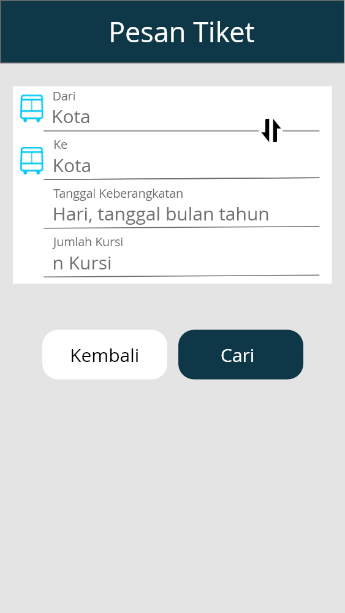 Pesan Tiket
Dari
Kota
Ke
Kota
Tanggal Keberangkatan
Hari, tanggal bulan tahun
Jumlah Kursi
n Kursi
Kembali
Cari